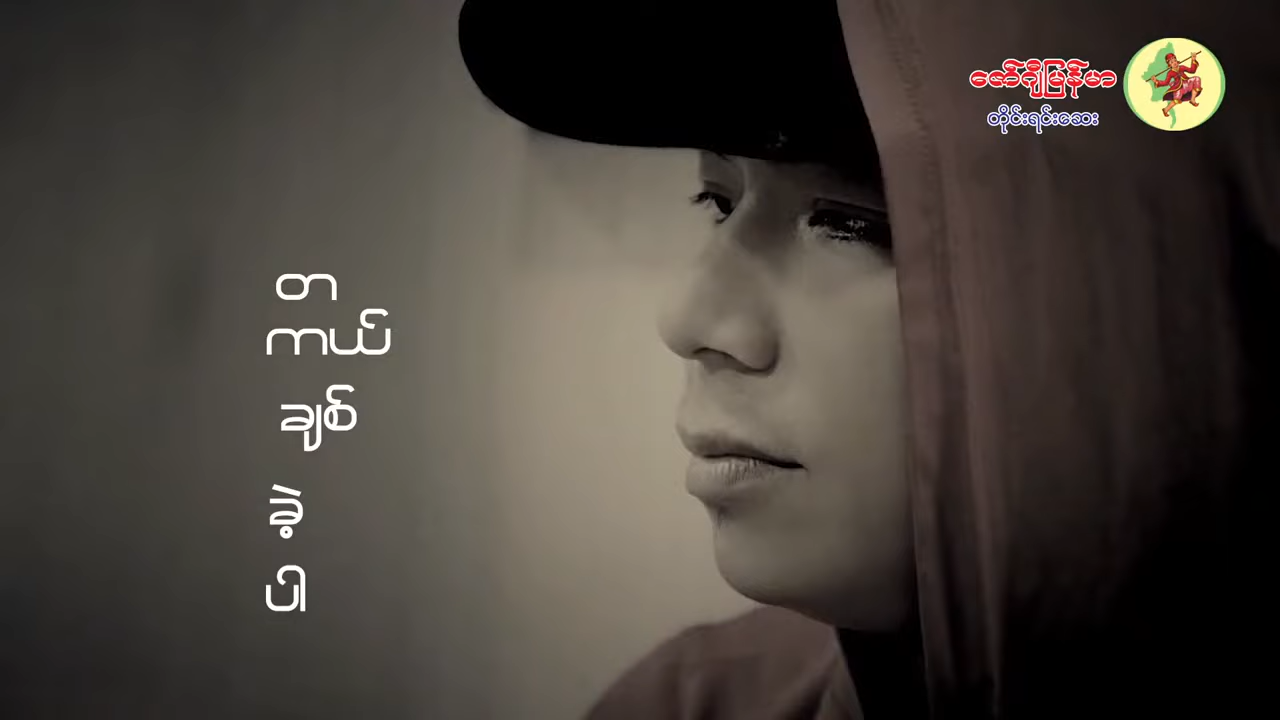 ဇော်ဂျီမြန်မာ
တိုင်းရင်းဆေး
တ
ကယ်
ချစ်
ခဲ့
ပါ